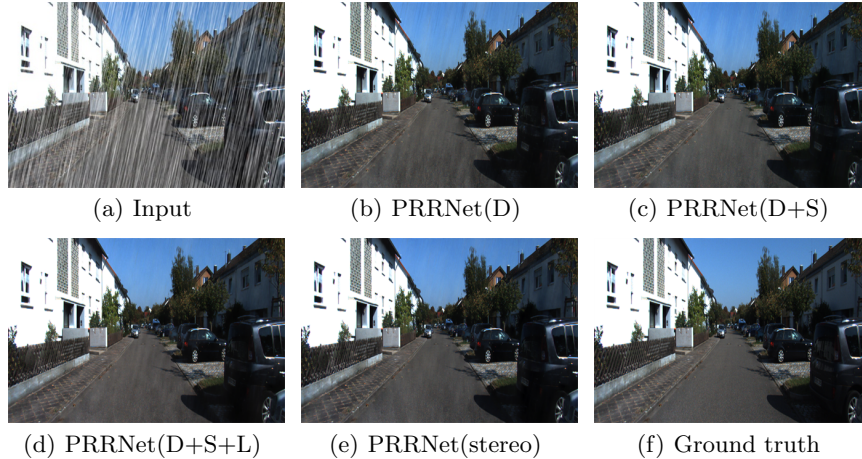 (a) Input
(b) PRRNet(D)
(c) PRRNet(D+S)
(d) PRRNet(D+S+L)
(e) PRRNet(stereo)
(f) Ground truth